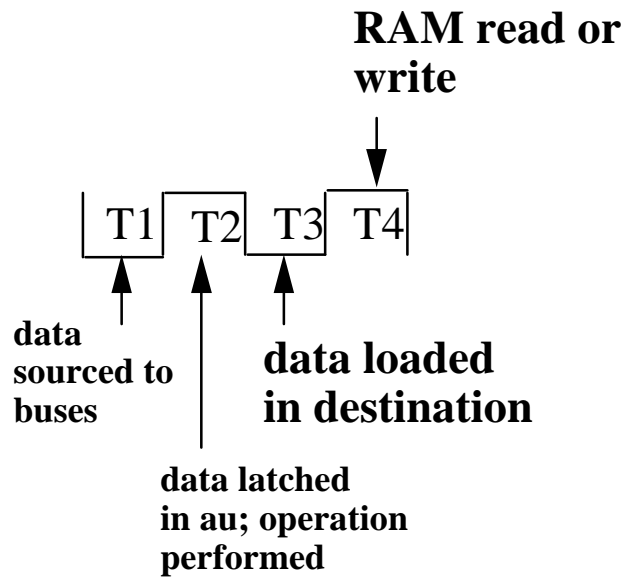 RAM read or
write
T1 T2 T3 T4
data
sourced to
buses
data loaded
in destination
data latched
in au; operation
performed